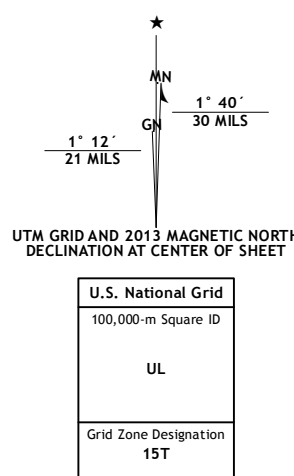 ★
MN
1° 40´
30 MILS
GN
1° 12´
21 MILS
UTM GRID AND 2013 MAGNETIC NORTH
DECLINATION AT CENTER OF SHEET
U.S. National Grid
100,000-m Square ID
UL
Grid Zone Designation
15T